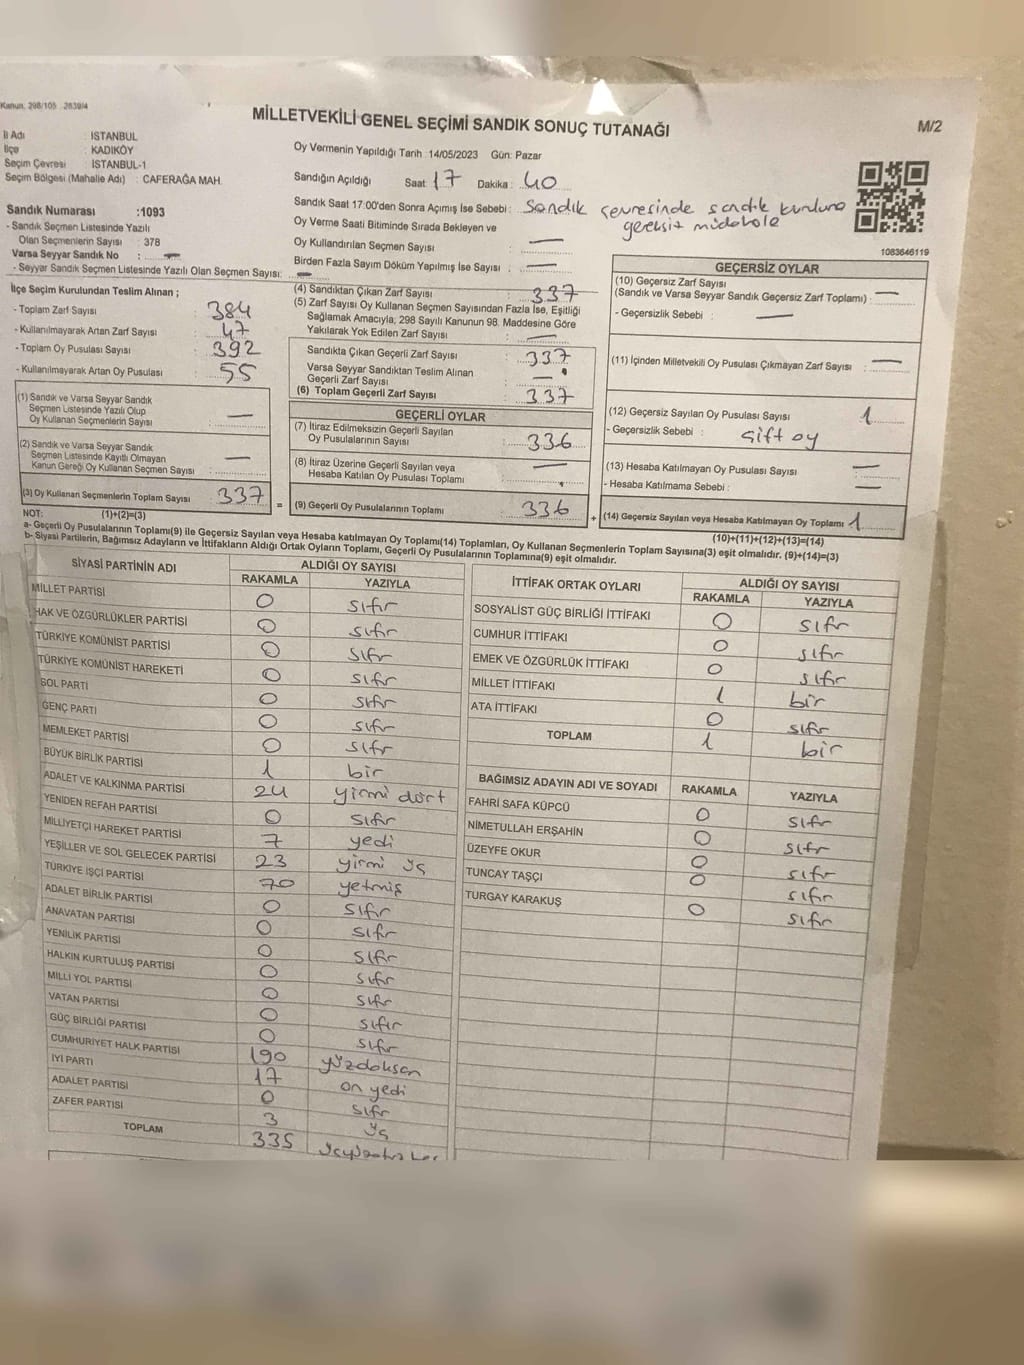 Kanun: 298/105 2839/4
MİLLETVEKİLİ GENEL SEÇİMİ SANDIK SONUÇ TUTANAĞI
M/2
İl Adı : İSTANBUL
İlçe : KADIKÖY
Seçim Çevresi : İSTANBUL-1
Seçim Bölgesi (Mahalle Adı) : CAFERAĞA MAH.
Oy Vermenin Yapıldığı Tarih :14/05/2023 Gün: Pazar
Sandığın Açıldığı Saat: 17 Dakika : 40
Sandık Saat 17:00'den Sonra Açımış İse Sebebi : Sandık çevresinde sandık kuruluna
gereksiz müdahale
Sandık Numarası :1093
- Sandık Seçmen Listesinde Yazılı
Olan Seçmenlerin Sayısı : 378
Varsa Seyyar Sandık No : —
- Seyyar Sandık Seçmen Listesinde Yazılı Olan Seçmen Sayısı: —
Oy Verme Saati Bitiminde Sırada Bekleyen ve
Oy Kullandırılan Seçmen Sayısı : —
Birden Fazla Sayım Döküm Yapılmış İse Sayısı : —
1083646119
İlçe Seçim Kurulundan Teslim Alınan ;
- Toplam Zarf Sayısı : 384
- Kullanılmayarak Artan Zarf Sayısı : 47
- Toplam Oy Pusulası Sayısı : 392
- Kullanılmayarak Artan Oy Pusulası : 55
(1) Sandık ve Varsa Seyyar Sandık
Seçmen Listesinde Yazılı Olup
Oy Kullanan Seçmenlerin Sayısı : —
(2) Sandık ve Varsa Seyyar Sandık
Seçmen Listesinde Kayıtlı Olmayan
Kanun Gereği Oy Kullanan Seçmen Sayısı : —
(3) Oy Kullanan Seçmenlerin Toplam Sayısı : 337 =
(4) Sandıktan Çıkan Zarf Sayısı : 337
(5) Zarf Sayısı Oy Kullanan Seçmen Sayısından Fazla İse, Eşitliği
Sağlamak Amacıyla; 298 Sayılı Kanunun 98. Maddesine Göre
Yakılarak Yok Edilen Zarf Sayısı : —
Sandıkta Çıkan Geçerli Zarf Sayısı : 337
Varsa Seyyar Sandıktan Teslim Alınan
Geçerli Zarf Sayısı : —
(6) Toplam Geçerli Zarf Sayısı : 337
GEÇERLİ OYLAR
(7) İtiraz Edilmeksizin Geçerli Sayılan
Oy Pusulalarının Sayısı : 336
(8) İtiraz Üzerine Geçerli Sayılan veya
Hesaba Katılan Oy Pusulası Toplamı : —
(9) Geçerli Oy Pusulalarının Toplamı : 336 +
GEÇERSİZ OYLAR
(10) Geçersiz Zarf Sayısı
(Sandık ve Varsa Seyyar Sandık Geçersiz Zarf Toplamı) : —
- Geçersizlik Sebebi : —
(11) İçinden Milletvekili Oy Pusulası Çıkmayan Zarf Sayısı : —
(12) Geçersiz Sayılan Oy Pusulası Sayısı : 1
- Geçersizlik Sebebi : Çift oy
(13) Hesaba Katılmayan Oy Pusulası Sayısı : —
- Hesaba Katılmama Sebebi : —
(14) Geçersiz Sayılan veya Hesaba Katılmayan Oy Toplamı : 1
NOT: (1)+(2)=(3) (10)+(11)+(12)+(13)=(14)
a- Geçerli Oy Pusulalarının Toplamı(9) ile Geçersiz Sayılan veya Hesaba katılmayan Oy Toplamı(14) Toplamları, Oy Kullanan Seçmenlerin Toplam Sayısına(3) eşit olmalıdır. (9)+(14)=(3)
b- Siyasi Partilerin, Bağımsız Adayların ve İttifakların Aldığı Ortak Oyların Toplamı, Geçerli Oy Pusulalarının Toplamına(9) eşit olmalıdır.
SİYASİ PARTİNİN ADI ALDIĞI OY SAYISI
RAKAMLA YAZIYLA
MİLLET PARTİSİ 0 sıfır
HAK VE ÖZGÜRLÜKLER PARTİSİ 0 sıfır
TÜRKİYE KOMÜNİST PARTİSİ 0 sıfır
TÜRKİYE KOMÜNİST HAREKETİ 0 sıfır
SOL PARTİ 0 sıfır
GENÇ PARTİ 0 sıfır
MEMLEKET PARTİSİ 0 sıfır
BÜYÜK BİRLİK PARTİSİ 1 bir
ADALET VE KALKINMA PARTİSİ 24 yirmi dört
YENİDEN REFAH PARTİSİ 0 sıfır
MİLLİYETÇİ HAREKET PARTİSİ 7 yedi
YEŞİLLER VE SOL GELECEK PARTİSİ 23 yirmi üç
TÜRKİYE İŞÇİ PARTİSİ 70 yetmiş
ADALET BİRLİK PARTİSİ 0 sıfır
ANAVATAN PARTİSİ 0 sıfır
YENİLİK PARTİSİ 0 sıfır
HALKIN KURTULUŞ PARTİSİ 0 sıfır
MİLLİ YOL PARTİSİ 0 sıfır
VATAN PARTİSİ 0 sıfır
GÜÇ BİRLİĞİ PARTİSİ 0 sıfır
CUMHURİYET HALK PARTİSİ 190 yüzdoksan
İYİ PARTİ 17 on yedi
ADALET PARTİSİ 0 sıfır
ZAFER PARTİSİ 3 üç
TOPLAM 335
İTTİFAK ORTAK OYLARI ALDIĞI OY SAYISI
RAKAMLA YAZIYLA
SOSYALİST GÜÇ BİRLİĞİ İTTİFAKI 0 sıfır
CUMHUR İTTİFAKI 0 sıfır
EMEK VE ÖZGÜRLÜK İTTİFAKI 0 sıfır
MİLLET İTTİFAKI 1 bir
ATA İTTİFAKI 0 sıfır
TOPLAM 1 bir
BAĞIMSIZ ADAYIN ADI VE SOYADI RAKAMLA YAZIYLA
FAHRİ SAFA KÜPCÜ 0 sıfır
NİMETULLAH ERŞAHİN 0 sıfır
ÜZEYFE OKUR 0 sıfır
TUNCAY TAŞÇI 0 sıfır
TURGAY KARAKUŞ 0 sıfır